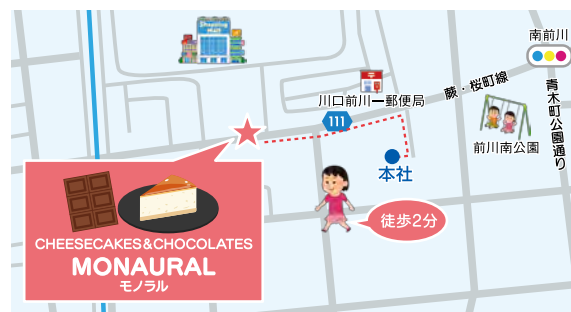 Shopping
Mall
南前川
川口前川一郵便局
蕨・桜町線
111
青木町公園通り
前川南公園
本社
徒歩2分
CHEESECAKES&CHOCOLATES
MONAURAL
モノラル